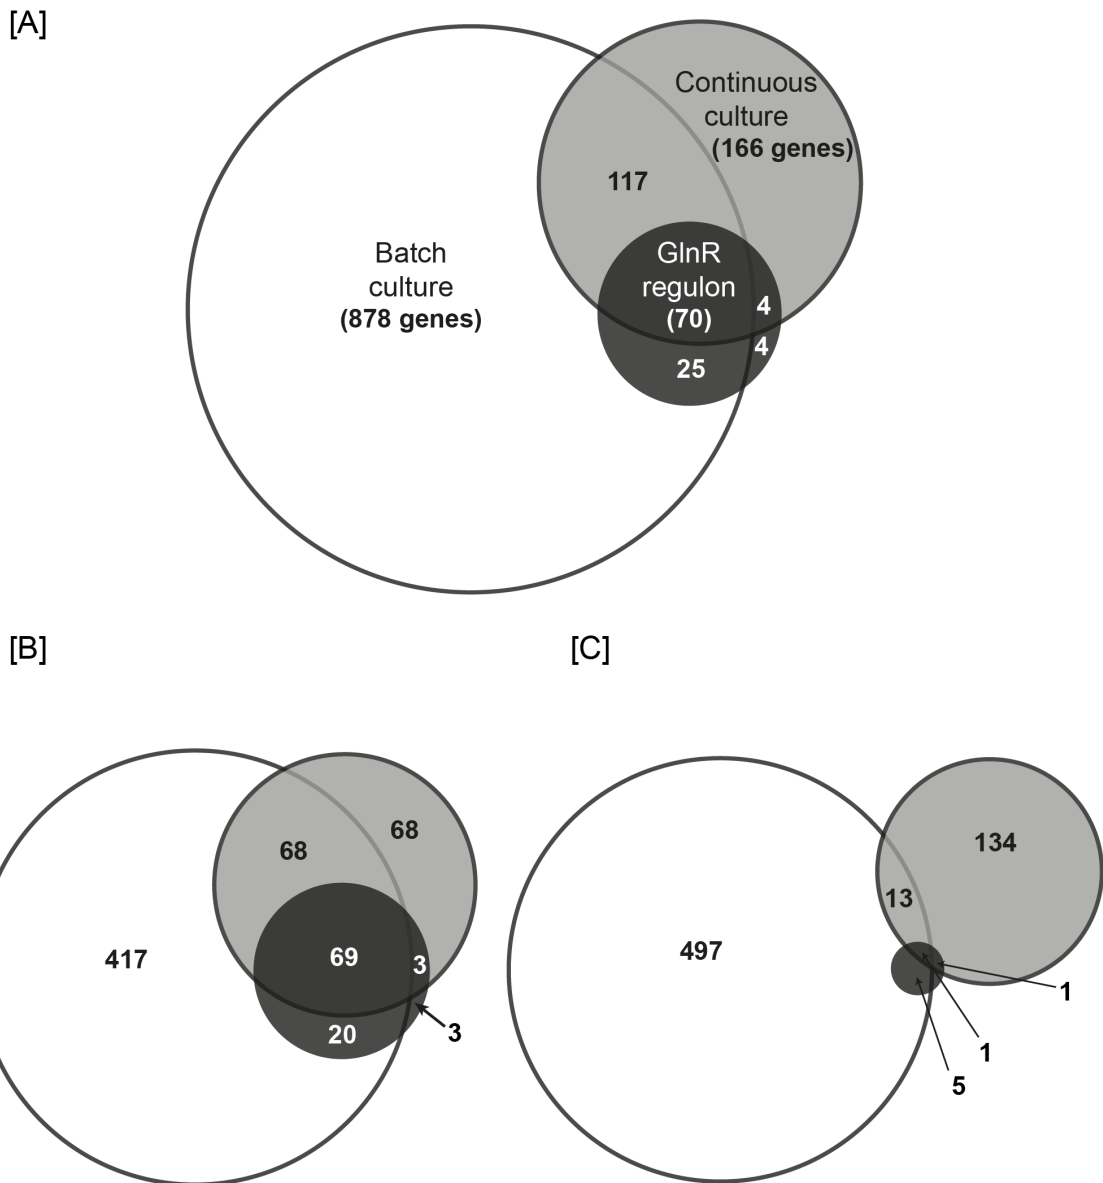 [A]
Continuous
culture
(166 genes)
117
Batch
culture
(878 genes)
GlnR
regulon
(70)
4
4
25
[B]
[C]
68
68
417
69
3
20
3
134
13
497
1
1
5